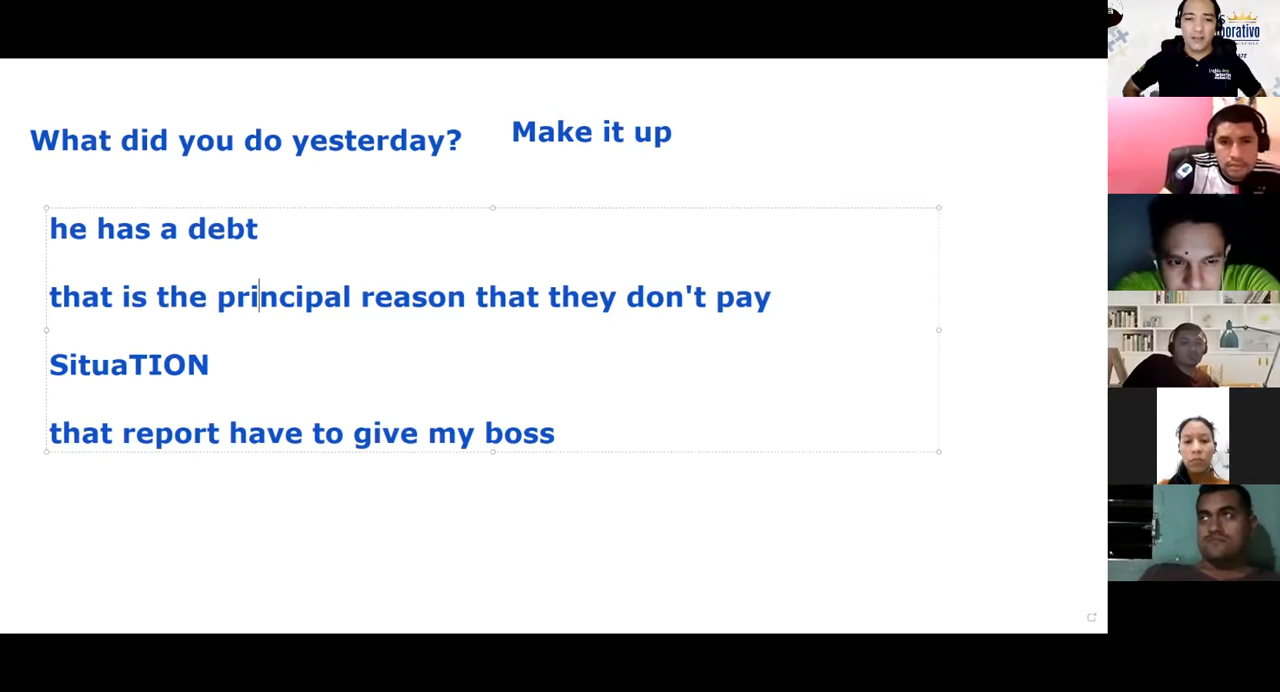 What did you do yesterday?
Make it up
he has a debt
that is the principal reason that they don't pay
SituaTION
that report have to give my boss